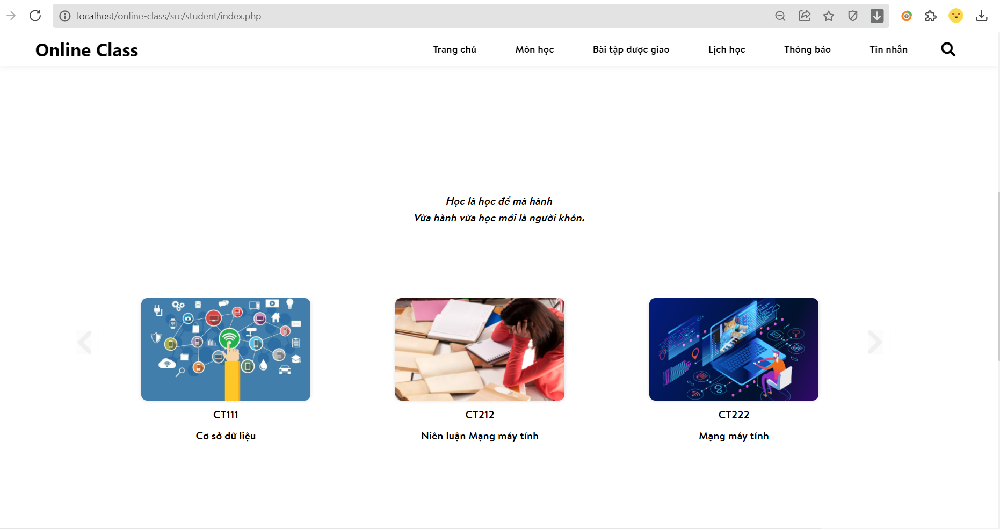 localhost/online-class/src/student/index.php
Online Class
Trang chủ
Môn học
Bài tập được giao
Lịch học
Thông báo
Tin nhắn
Học là học để mà hành
Vừa hành vừa học mới là người khôn.
CT111
CT212
CT222
Cơ sở dữ liệu
Niên luận Mạng máy tính
Mạng máy tính